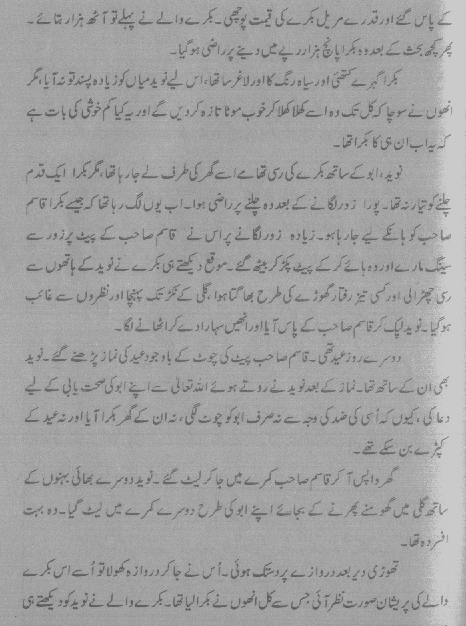 کے پاس گئے اور قدرے مریل بکرے کی قیمت پوچھی۔ بکرے والے نے پہلے تو آٹھ ہزار بتائے۔
پھر کچھ بحث کے بعد وہ بکرا پانچ ہزار رپے میں دینے پر راضی ہو گیا۔
بکرا گہرے کتھئی اور سیاہ رنگ کا اور لاغر سا تھا، اس لیے نوید میاں کو زیادہ پسند تو نہ آیا، مگر
انھوں نے سوچا کہ کل تک وہ اسے کھلا کھلا کر خوب موٹا تازہ کر دیں گے اور یہ کیا کم خوشی کی بات ہے
کہ یہ اب ان ہی کا بکرا تھا۔
نوید، ابو کے ساتھ بکرے کی رسی تھامے اسے گھر کی طرف لے جا رہا تھا، مگر بکرا ایک قدم
چلنے کو تیار نہ تھا۔ پورا زور لگانے کے بعد وہ چلنے پر راضی ہوا۔ اب یوں لگ رہا تھا کہ جیسے بکرا قاسم
صاحب کو ہانکے لیے جا رہا ہو۔ زیادہ زور لگانے پر اس نے قاسم صاحب کے پیٹ پر زور سے
سینگ مارے اور وہ ہائے کر کے پیٹ پکڑ کر بیٹھ گئے۔ موقع دیکھتے ہی بکرے نے نوید کے ہاتھوں سے
رسی چھڑالی اور کسی تیز رفتار گھوڑے کی طرح بھاگتا ہوا، گلی کے نکڑ تک پہنچا اور نظروں سے غائب
ہو گیا۔ نوید لپک کر قاسم صاحب کے پاس آیا اور انھیں سہارا دے کر اٹھانے لگا۔
دوسرے روز عید تھی۔ قاسم صاحب پیٹ کی چوٹ کے باوجود عید کی نماز پڑھنے گئے۔ نوید
بھی ان کے ساتھ تھا۔ نماز کے بعد نوید نے روتے ہوئے اللہ تعالیٰ سے اپنے ابو کی صحت یابی کے لیے
دعا کی، کیوں کہ اُسی کی ضد کی وجہ سے نہ صرف ابو کو چوٹ لگی، نہ ان کے گھر بکرا آیا اور نہ عید کے
کپڑے بن سکے تھے۔
گھر واپس آ کر قاسم صاحب کمرے میں جا کر لیٹ گئے۔ نوید دوسرے بھائی بہنوں کے
ساتھ گلی میں گھومنے پھرنے کے بجائے اپنے ابو کی طرح دوسرے کمرے میں لیٹ گیا۔ وہ بہت
افسردہ تھا۔
تھوڑی دیر بعد دروازے پر دستک ہوئی۔ اُس نے جا کر دروازہ کھولا تو اُسے اس بکرے
والے کی پریشان صورت نظر آئی جس سے کل انھوں نے بکرا لیا تھا۔ بکرے والے نے نوید کو دیکھتے ہی